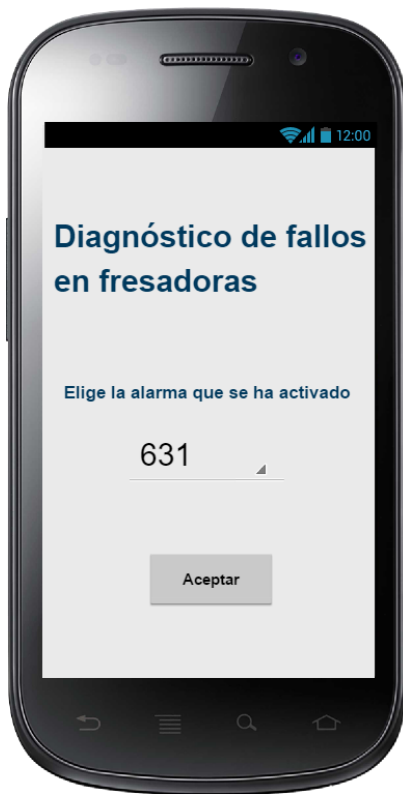 12:00
Diagnóstico de fallos
en fresadoras
Elige la alarma que se ha activado
631
Aceptar